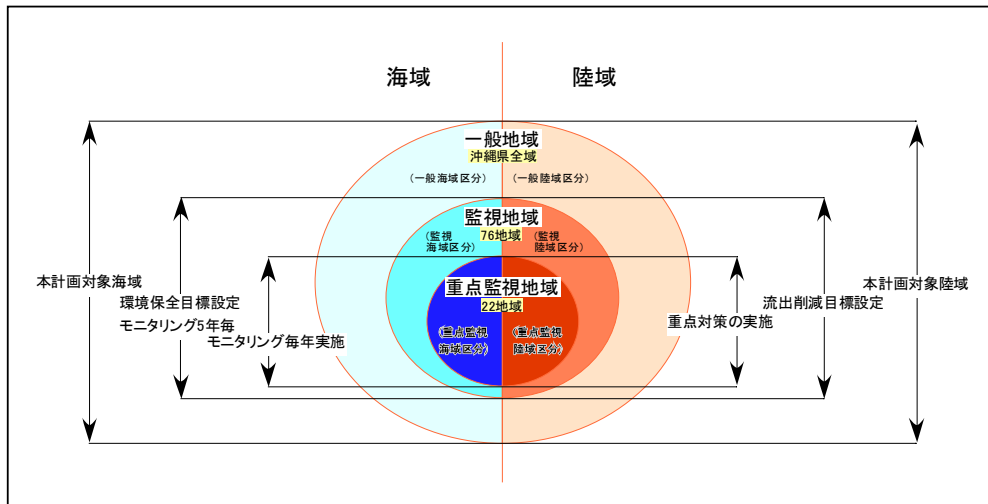 海域
陸域
一般地域
沖縄県全域
（一般海域区分）
（一般陸域区分）
監視地域
76地域
（監視
海域区分）
（監視
陸域区分）
重点監視地域
22地域
（重点監視
海域区分）
（重点監視
陸域区分）
本計画対象海域
環境保全目標設定
モニタリング5年毎
モニタリング毎年実施
重点対策の実施
流出削減目標設定
本計画対象陸域